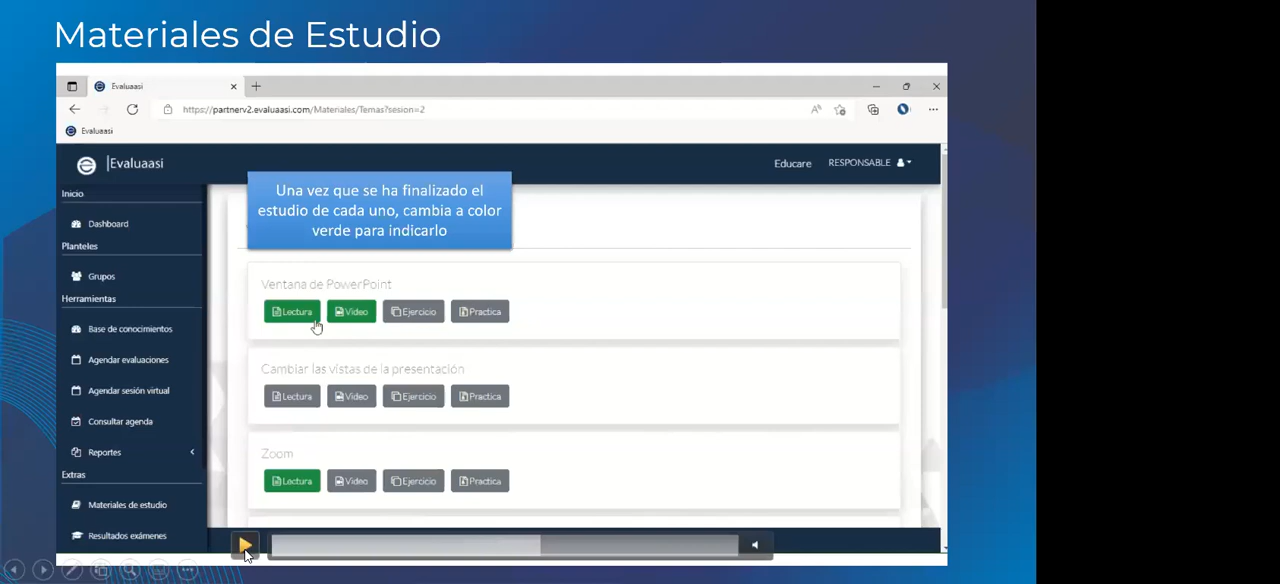 Materiales de Estudio
Evaluaasi
https://partnerv2.evaluaasi.com/Materiales/Temas?sesion=2
Evaluaasi
|Evaluaasi
Educare
RESPONSABLE
Inicio
Dashboard
Planteles
Grupos
Herramientas
Base de conocimientos
Agendar evaluaciones
Agendar sesión virtual
Consultar agenda
Reportes
Extras
Materiales de estudio
Resultados exámenes
Una vez que se ha finalizado el
estudio de cada uno, cambia a color
verde para indicarlo
Ventana de PowerPoint
Lectura Video Ejercicio Practica
Cambiar las vistas de la presentación
Lectura Video Ejercicio Practica
Zoom
Lectura Video Ejercicio Practica